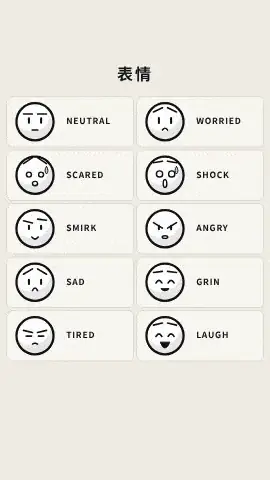 表情
NEUTRAL
WORRIED
SCARED
SHOCK
SMIRK
ANGRY
SAD
GRIN
TIRED
LAUGH